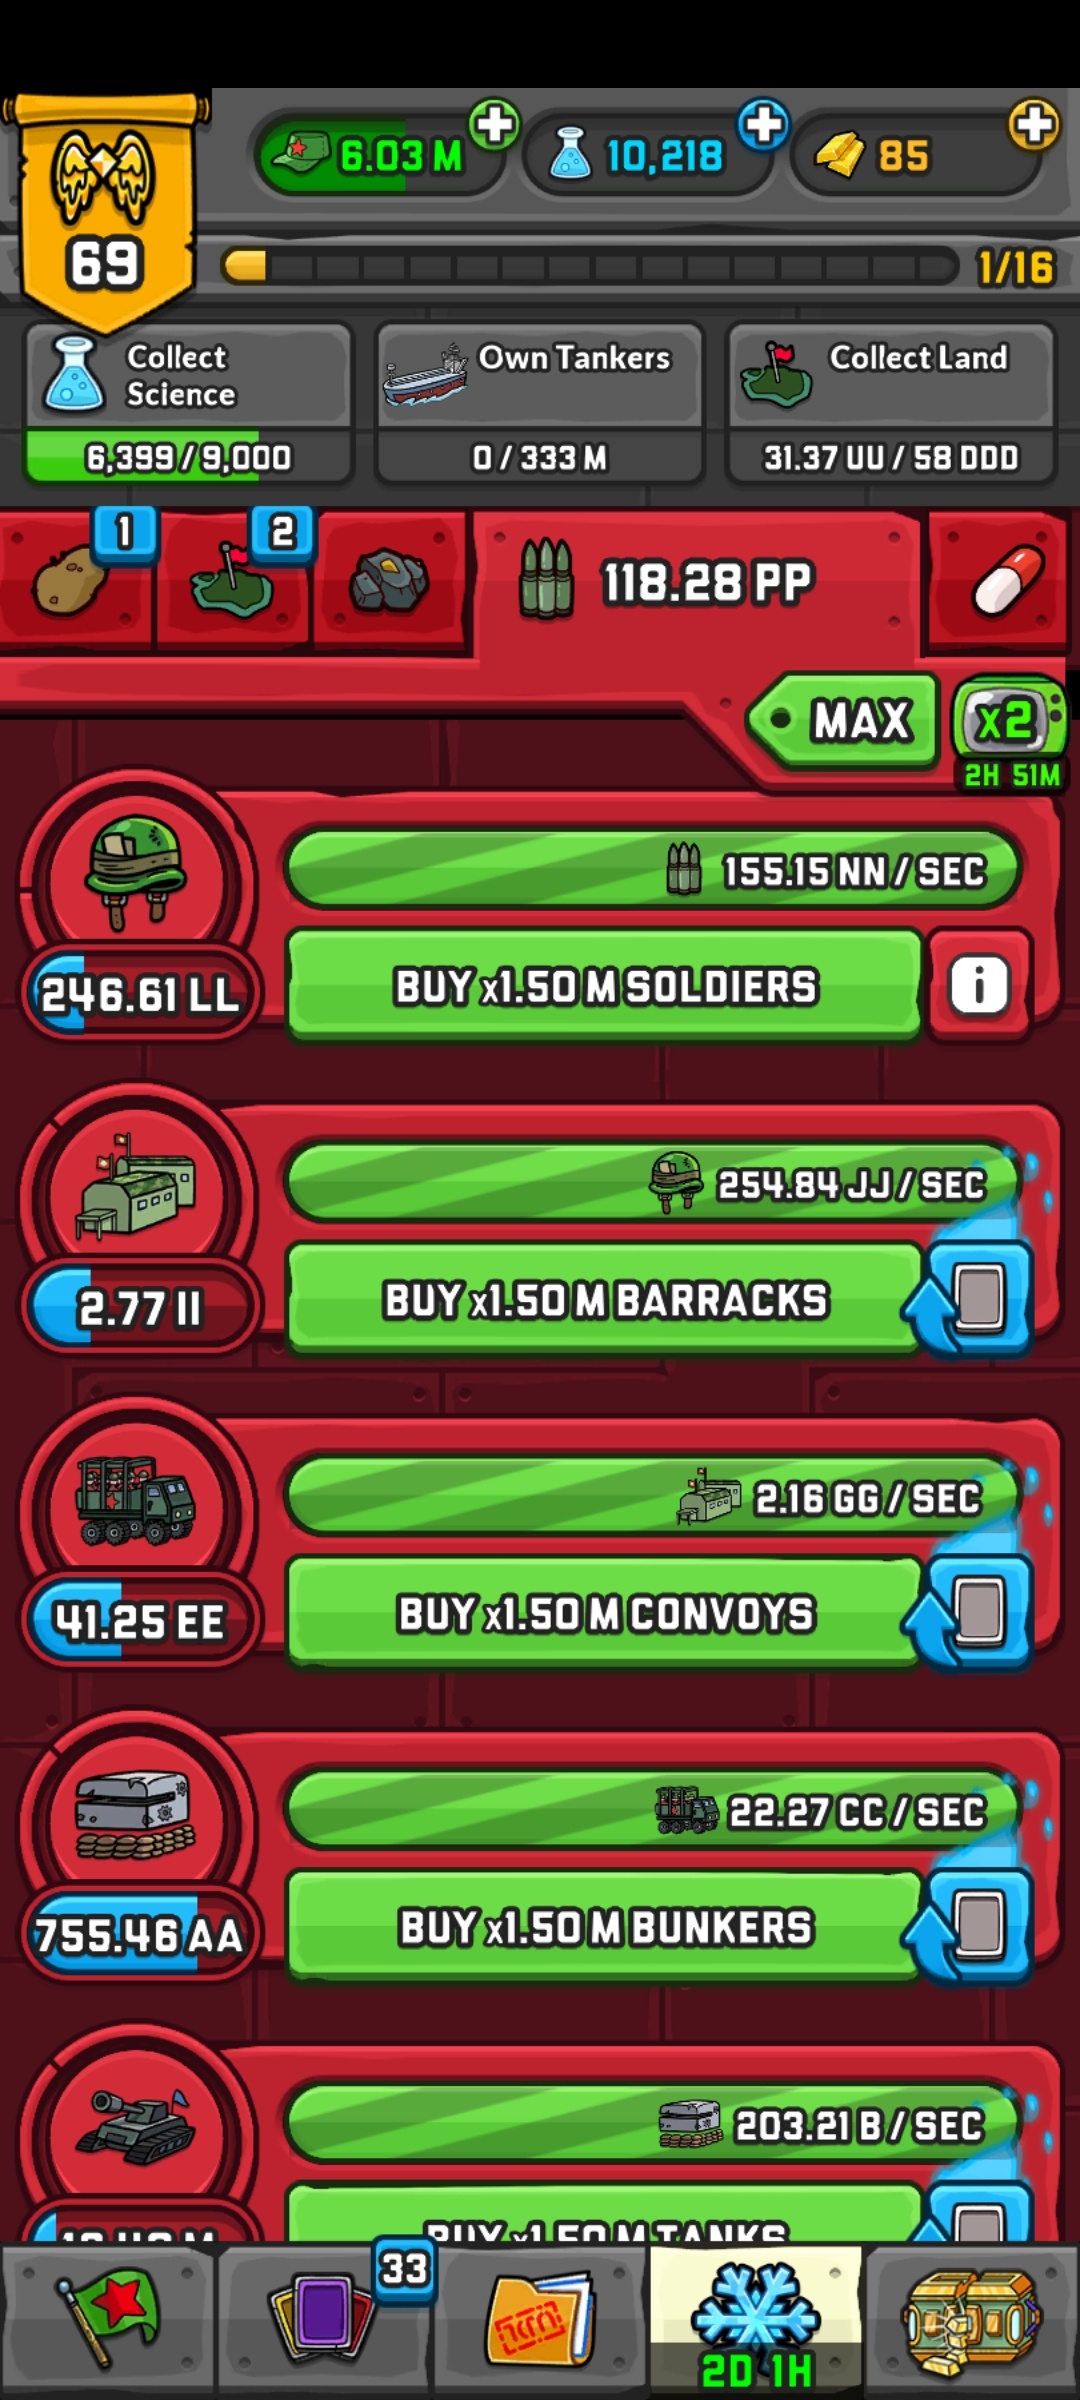 6.03 M
10,218
85
69
1/16
Collect
Science
6,399 / 9,000
Own Tankers
0 / 333 M
Collect Land
31.37 UU / 58 DDD
1
2
118.28 PP
MAX
x2
2H 51M
155.15 NN / SEC
246.61 LL
BUY x1.50 M SOLDIERS
i
254.84 JJ / SEC
2.77 II
BUY x1.50 M BARRACKS
2.16 GG / SEC
41.25 EE
BUY x1.50 M CONVOYS
22.27 CC / SEC
755.46 AA
BUY x1.50 M BUNKERS
203.21 B / SEC
BUY x1.50 M TANKS
33
2D 1H